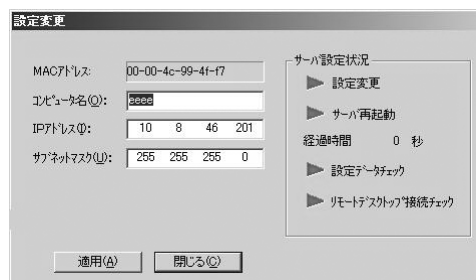 設定変更
MACｱﾄﾞﾚｽ: 00-00-4c-99-4f-f7
ｺﾝﾋﾟｭｰﾀ名(O): eeee
IPｱﾄﾞﾚｽ(I): 10 8 46 201
ｻﾌﾞﾈｯﾄﾏｽｸ(U): 255 255 255 0
適用(A) 閉じる(C)
サーバ設定状況
設定変更
サーバ再起動
経過時間 0 秒
設定ﾃﾞｰﾀﾁｪｯｸ
ﾘﾓｰﾄﾃﾞｽｸﾄｯﾌﾟ接続ﾁｪｯｸ